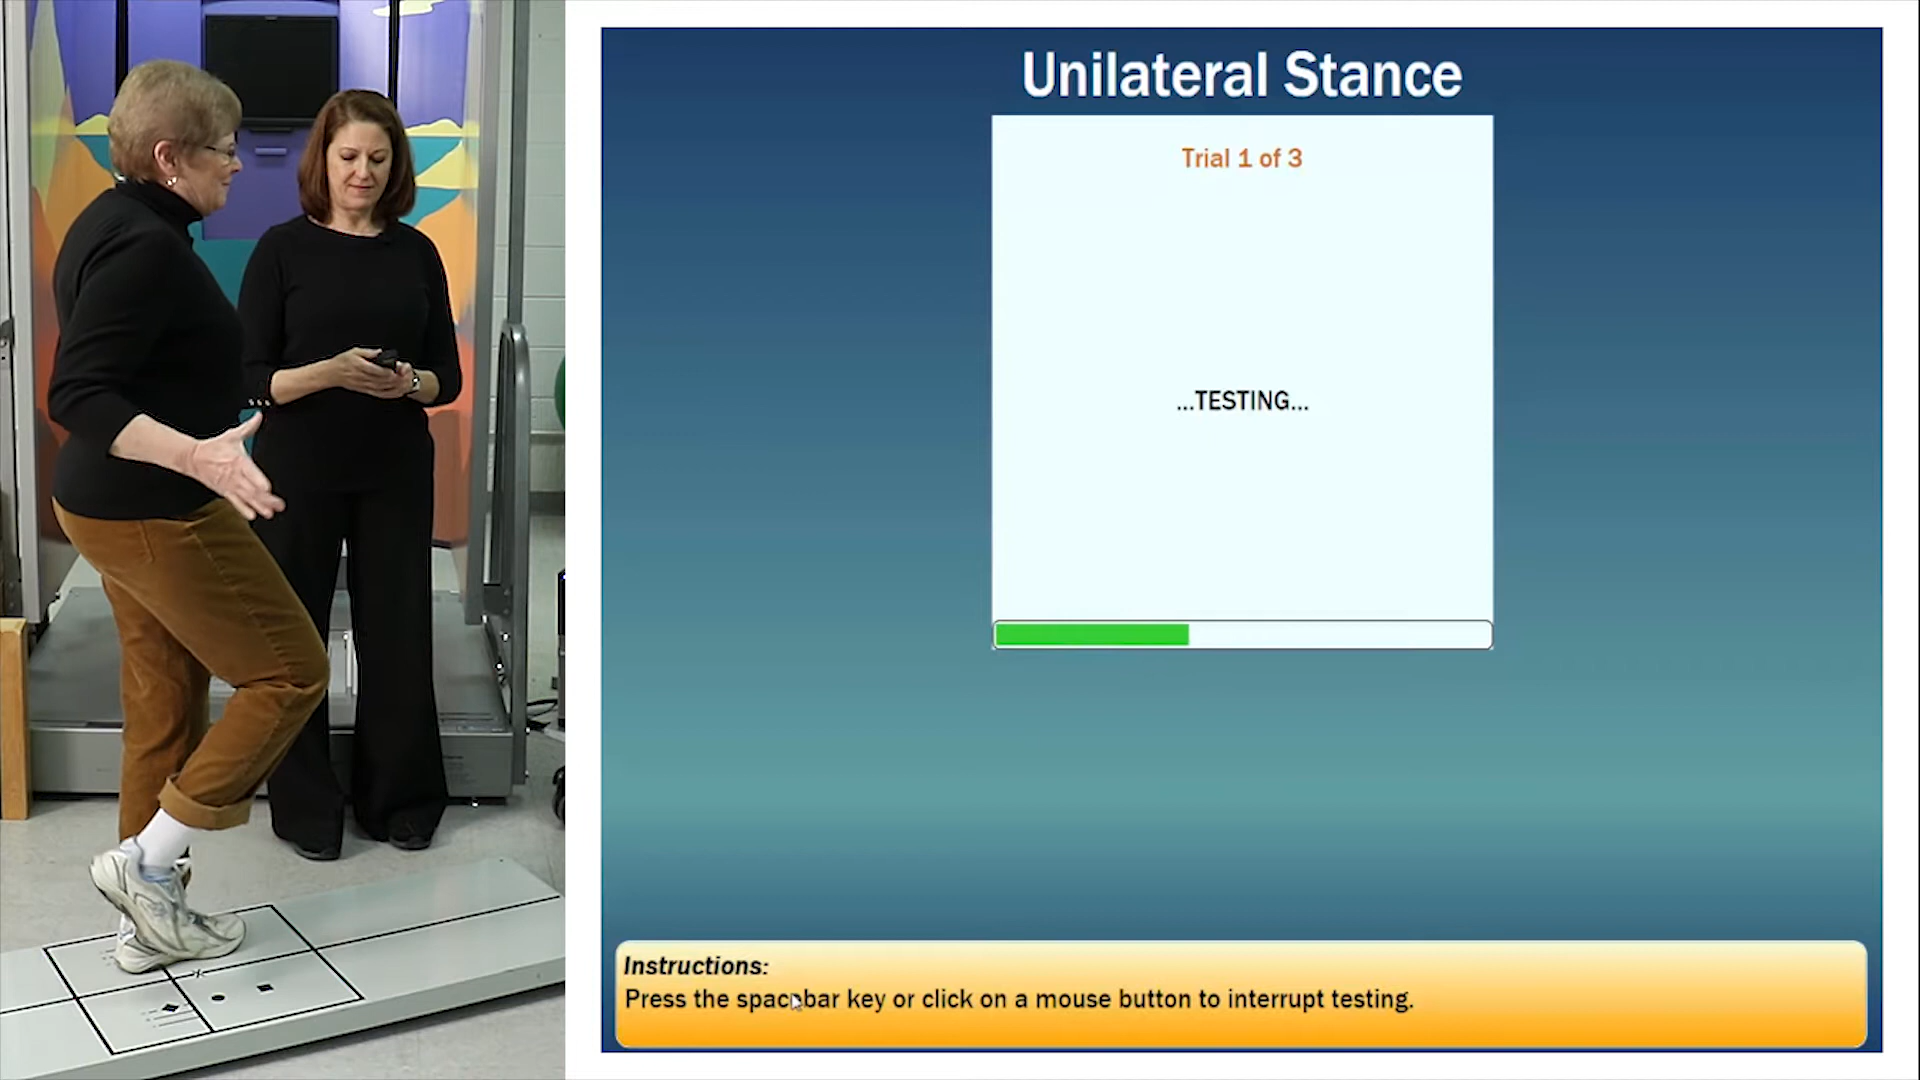 Unilateral Stance
Trial 1 of 3
...TESTING...
Instructions:
Press the spacebar key or click on a mouse button to interrupt testing.